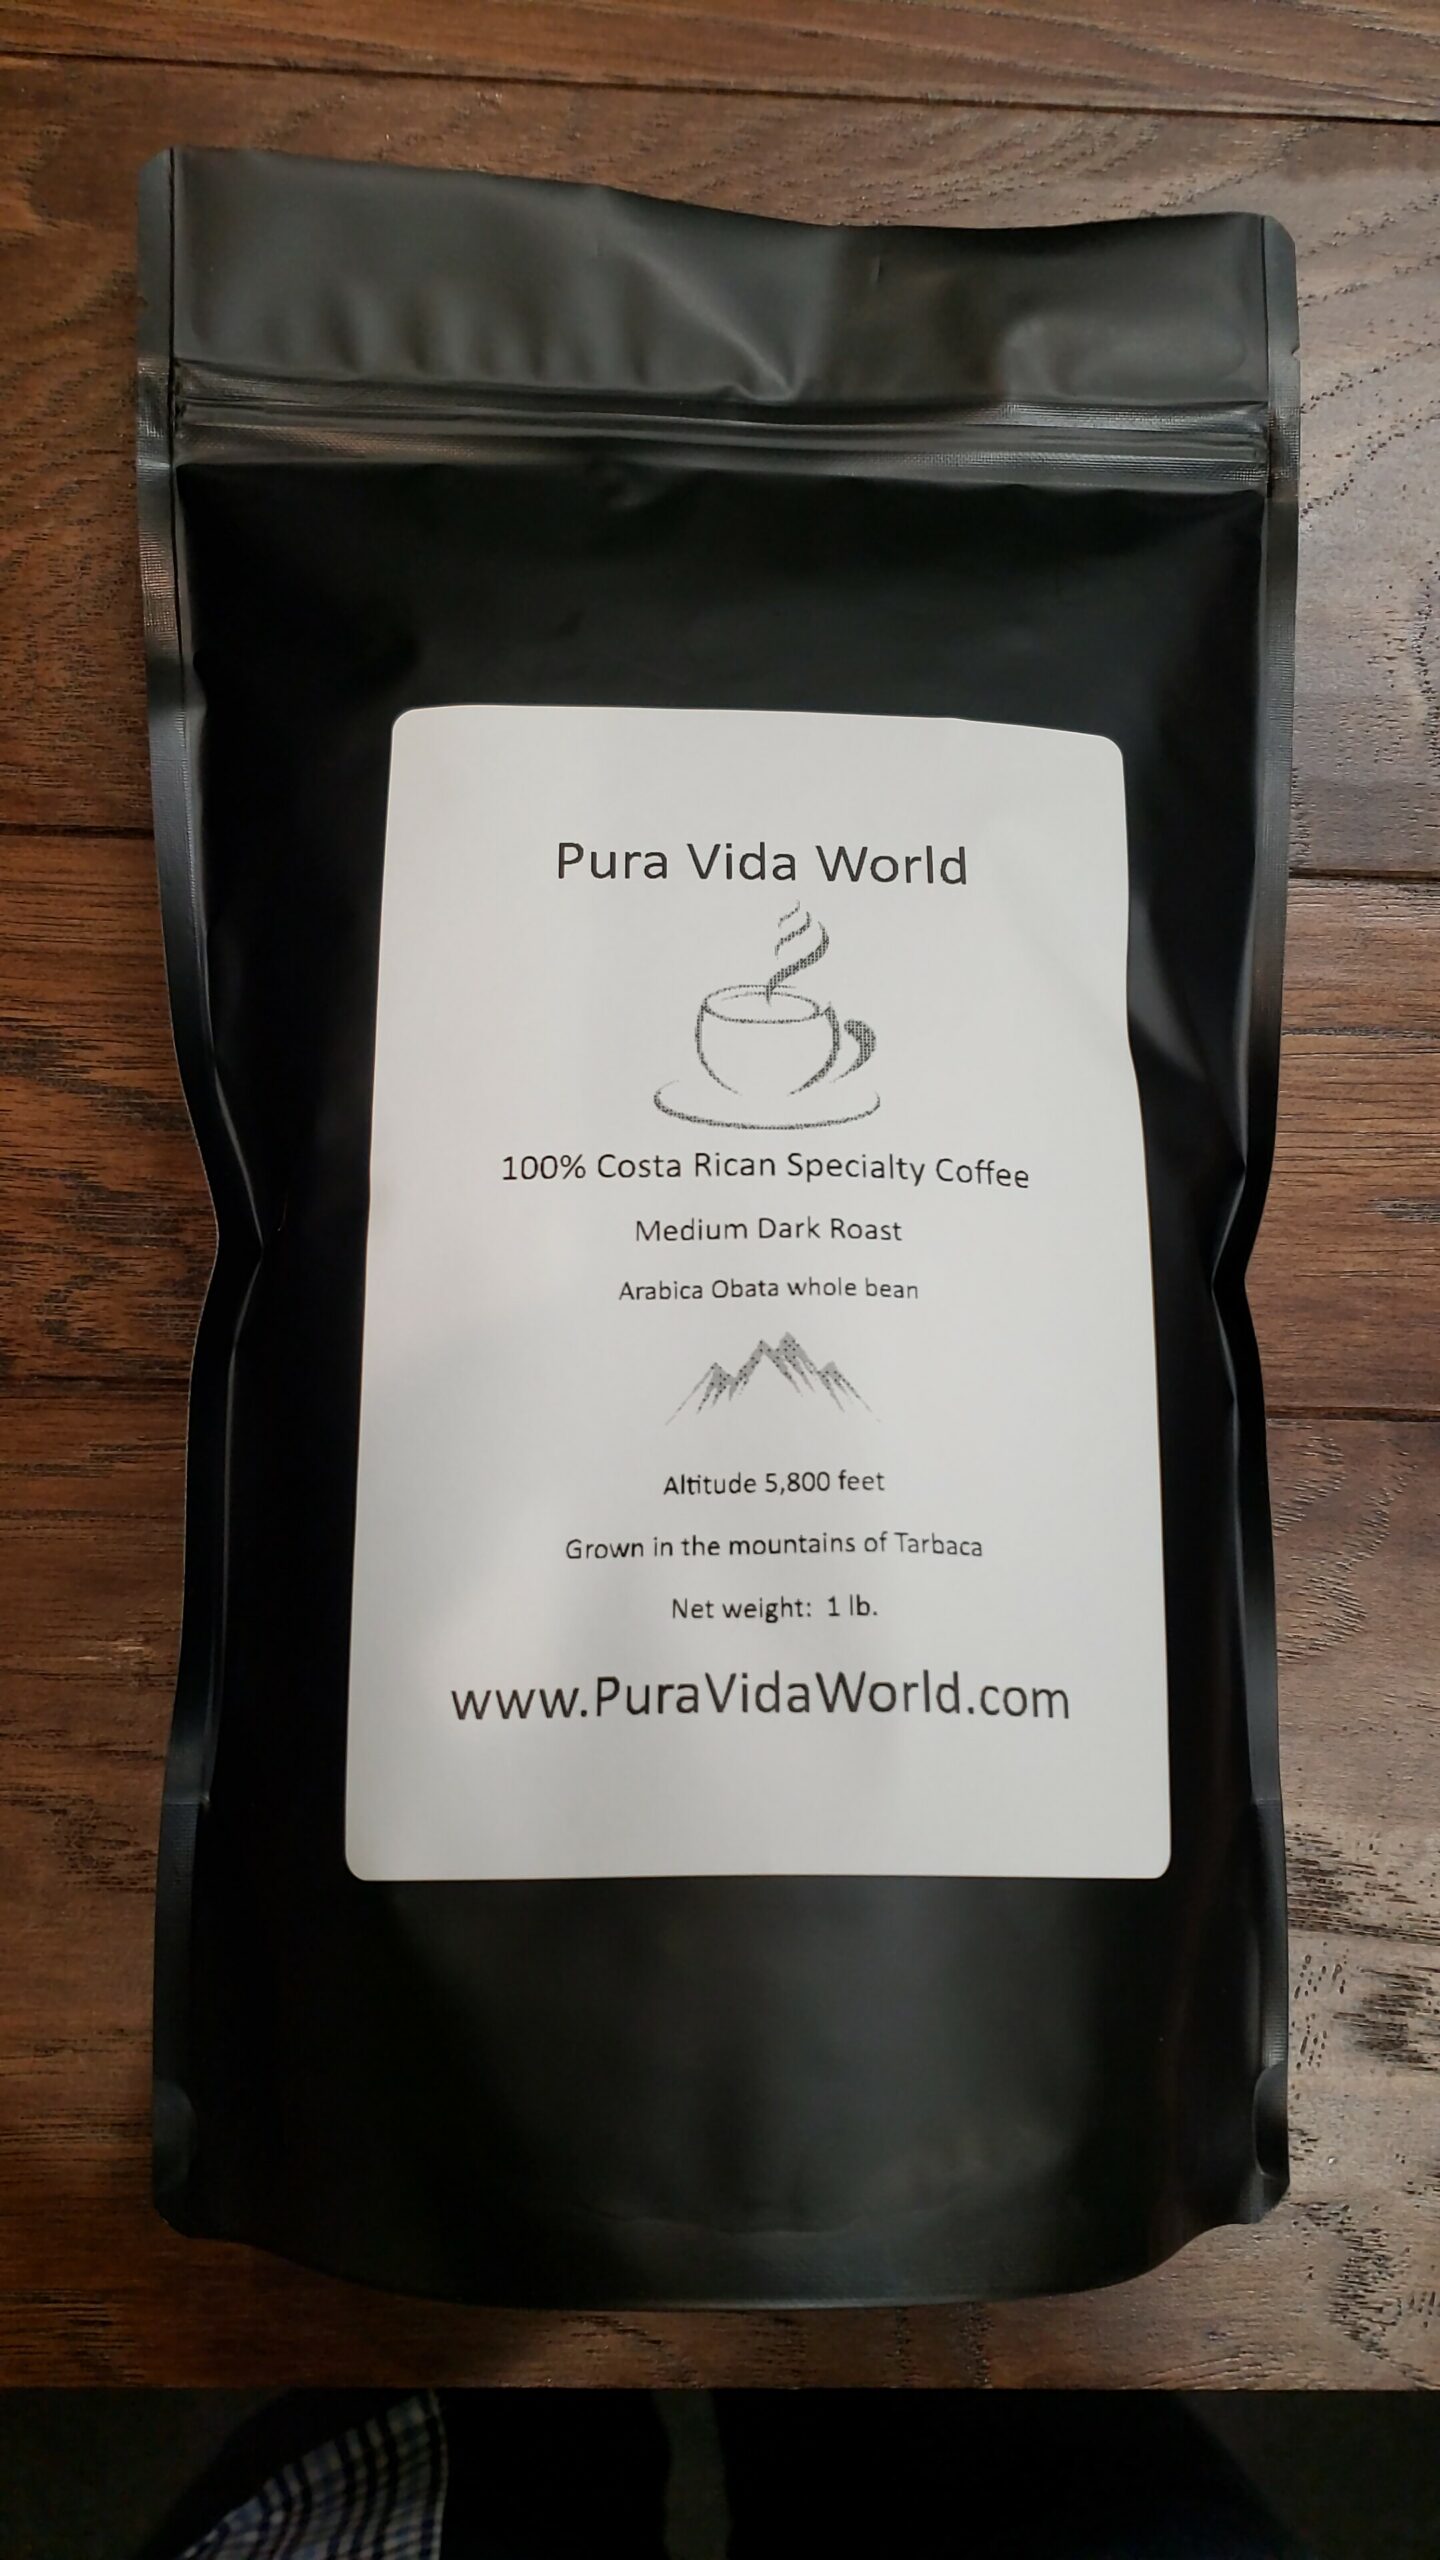 Pura Vida World
100% Costa Rican Specialty Coffee
Medium Dark Roast
Arabica Obata whole bean
Altitude 5,800 feet
Grown in the mountains of Tarbaca
Net weight:  1 lb.
www.PuraVidaWorld.com